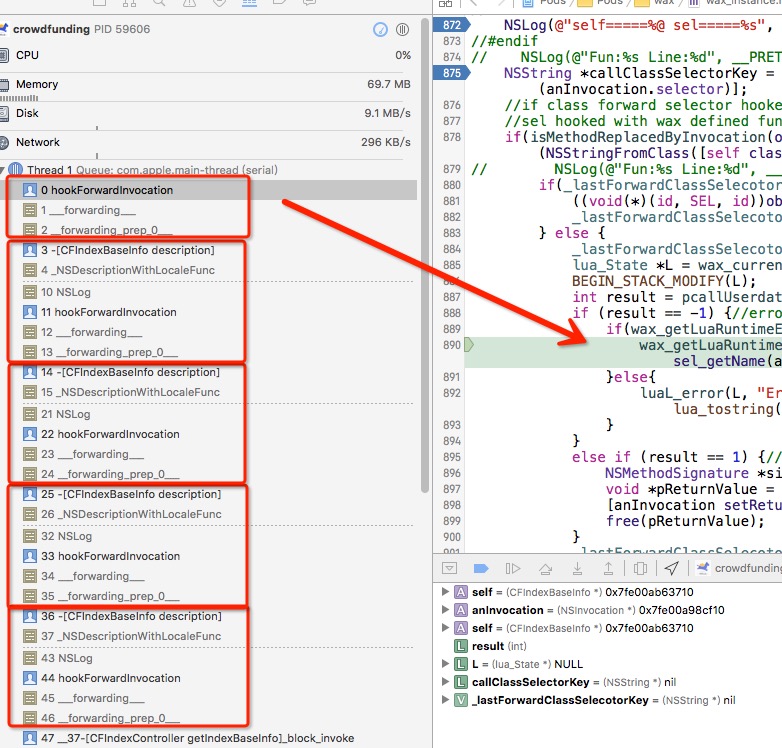 crowdfunding PID 59606
CPU 0%
Memory 69.7 MB
Disk 9.1 MB/s
Network 296 KB/s
Thread 1 Queue: com.apple.main-thread (serial)
0 hookForwardInvocation
1 ___forwarding___
2 __forwarding_prep_0___
3 -[CFIndexBaseInfo description]
4 _NSDescriptionWithLocaleFunc
10 NSLog
11 hookForwardInvocation
12 ___forwarding___
13 __forwarding_prep_0___
14 -[CFIndexBaseInfo description]
15 _NSDescriptionWithLocaleFunc
21 NSLog
22 hookForwardInvocation
23 ___forwarding___
24 __forwarding_prep_0___
25 -[CFIndexBaseInfo description]
26 _NSDescriptionWithLocaleFunc
32 NSLog
33 hookForwardInvocation
34 ___forwarding___
35 __forwarding_prep_0___
36 -[CFIndexBaseInfo description]
37 _NSDescriptionWithLocaleFunc
43 NSLog
44 hookForwardInvocation
45 ___forwarding___
46 __forwarding_prep_0___
47 __37-[CFIndexController getIndexBaseInfo]_block_invoke
Pods Pods wax wax_instance
872 NSLog(@"self=====%@ sel=====%s",
873 //#endif
874 // NSLog(@"Fun:%s Line:%d", __PRET
875 NSString *callClassSelectorKey =
(anInvocation.selector)];
876 //if class forward selector hooke
877 //sel hooked with wax defined fun
878 if(isMethodReplacedByInvocation(o
(NSStringFromClass([self clas
879 // NSLog(@"Fun:%s Line:%d",
880 if(_lastForwardClassSelecotor
881 ((void(*)(id, SEL, id))ob
882 _lastForwardClassSelecoto
883 } else {
884 _lastForwardClassSelecoto
885 lua_State *L = wax_curren
886 BEGIN_STACK_MODIFY(L);
887 int result = pcallUserdat
888 if (result == -1) {//erro
889 if(wax_getLuaRuntimeE
890 wax_getLuaRuntime
sel_getName(a
891 }else{
892 luaL_error(L, "Er
lua_tostring(
893 }
894 }
895 else if (result == 1) {//
896 NSMethodSignature *si
897 void *pReturnValue =
898 [anInvocation setRetu
899 free(pReturnValue);
900 }
901 _lastForwardClassSelecoto
crowdfunding
self = (CFIndexBaseInfo *) 0x7fe00ab63710
anInvocation = (NSInvocation *) 0x7fe00a98cf10
self = (CFIndexBaseInfo *) 0x7fe00ab63710
result (int)
L = (lua_State *) NULL
callClassSelectorKey = (NSString *) nil
_lastForwardClassSelecotorKey = (NSString *) nil